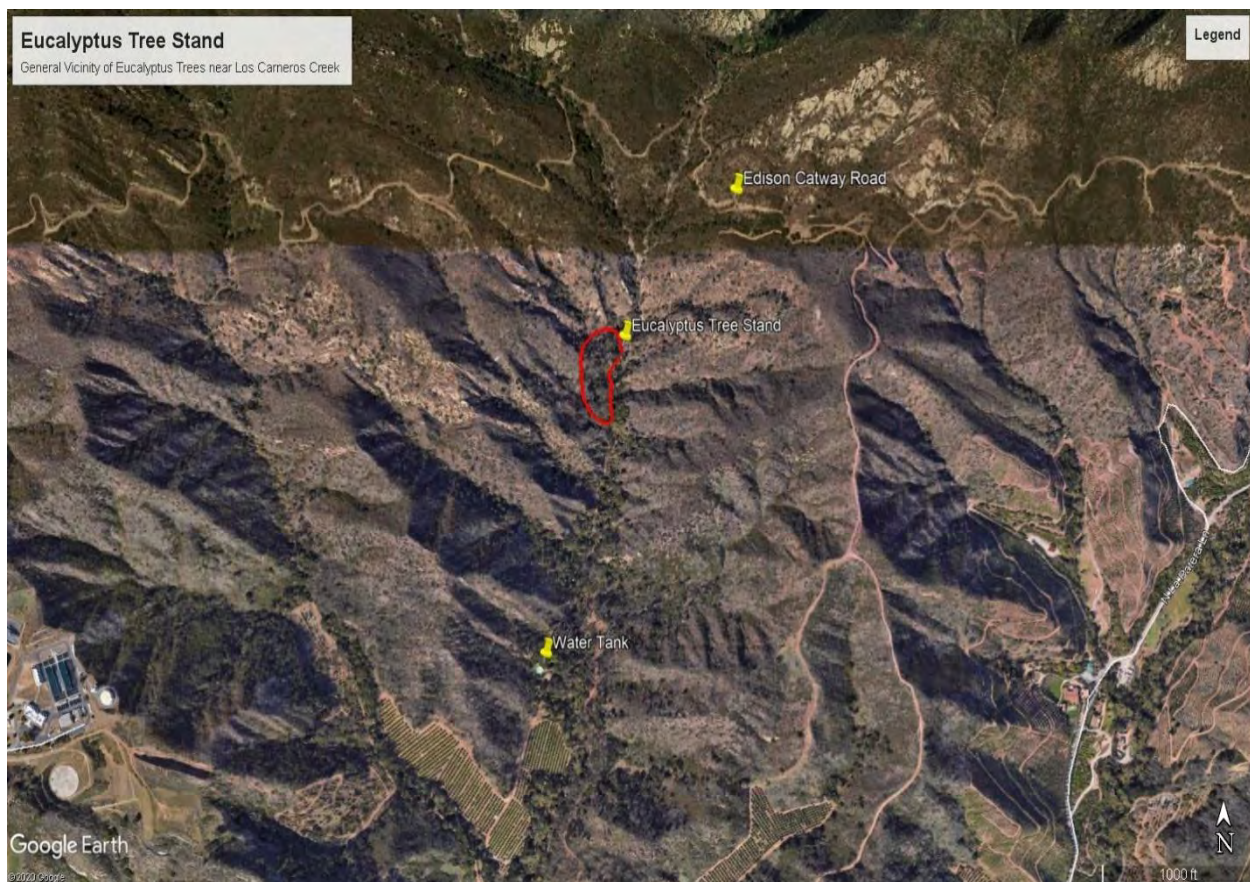 Eucalyptus Tree Stand
General Vicinity of Eucalyptus Trees near Los Carneros Creek
Legend
Edison Catway Road
Eucalyptus Tree Stand
Water Tank
N
Google Earth
1000 ft